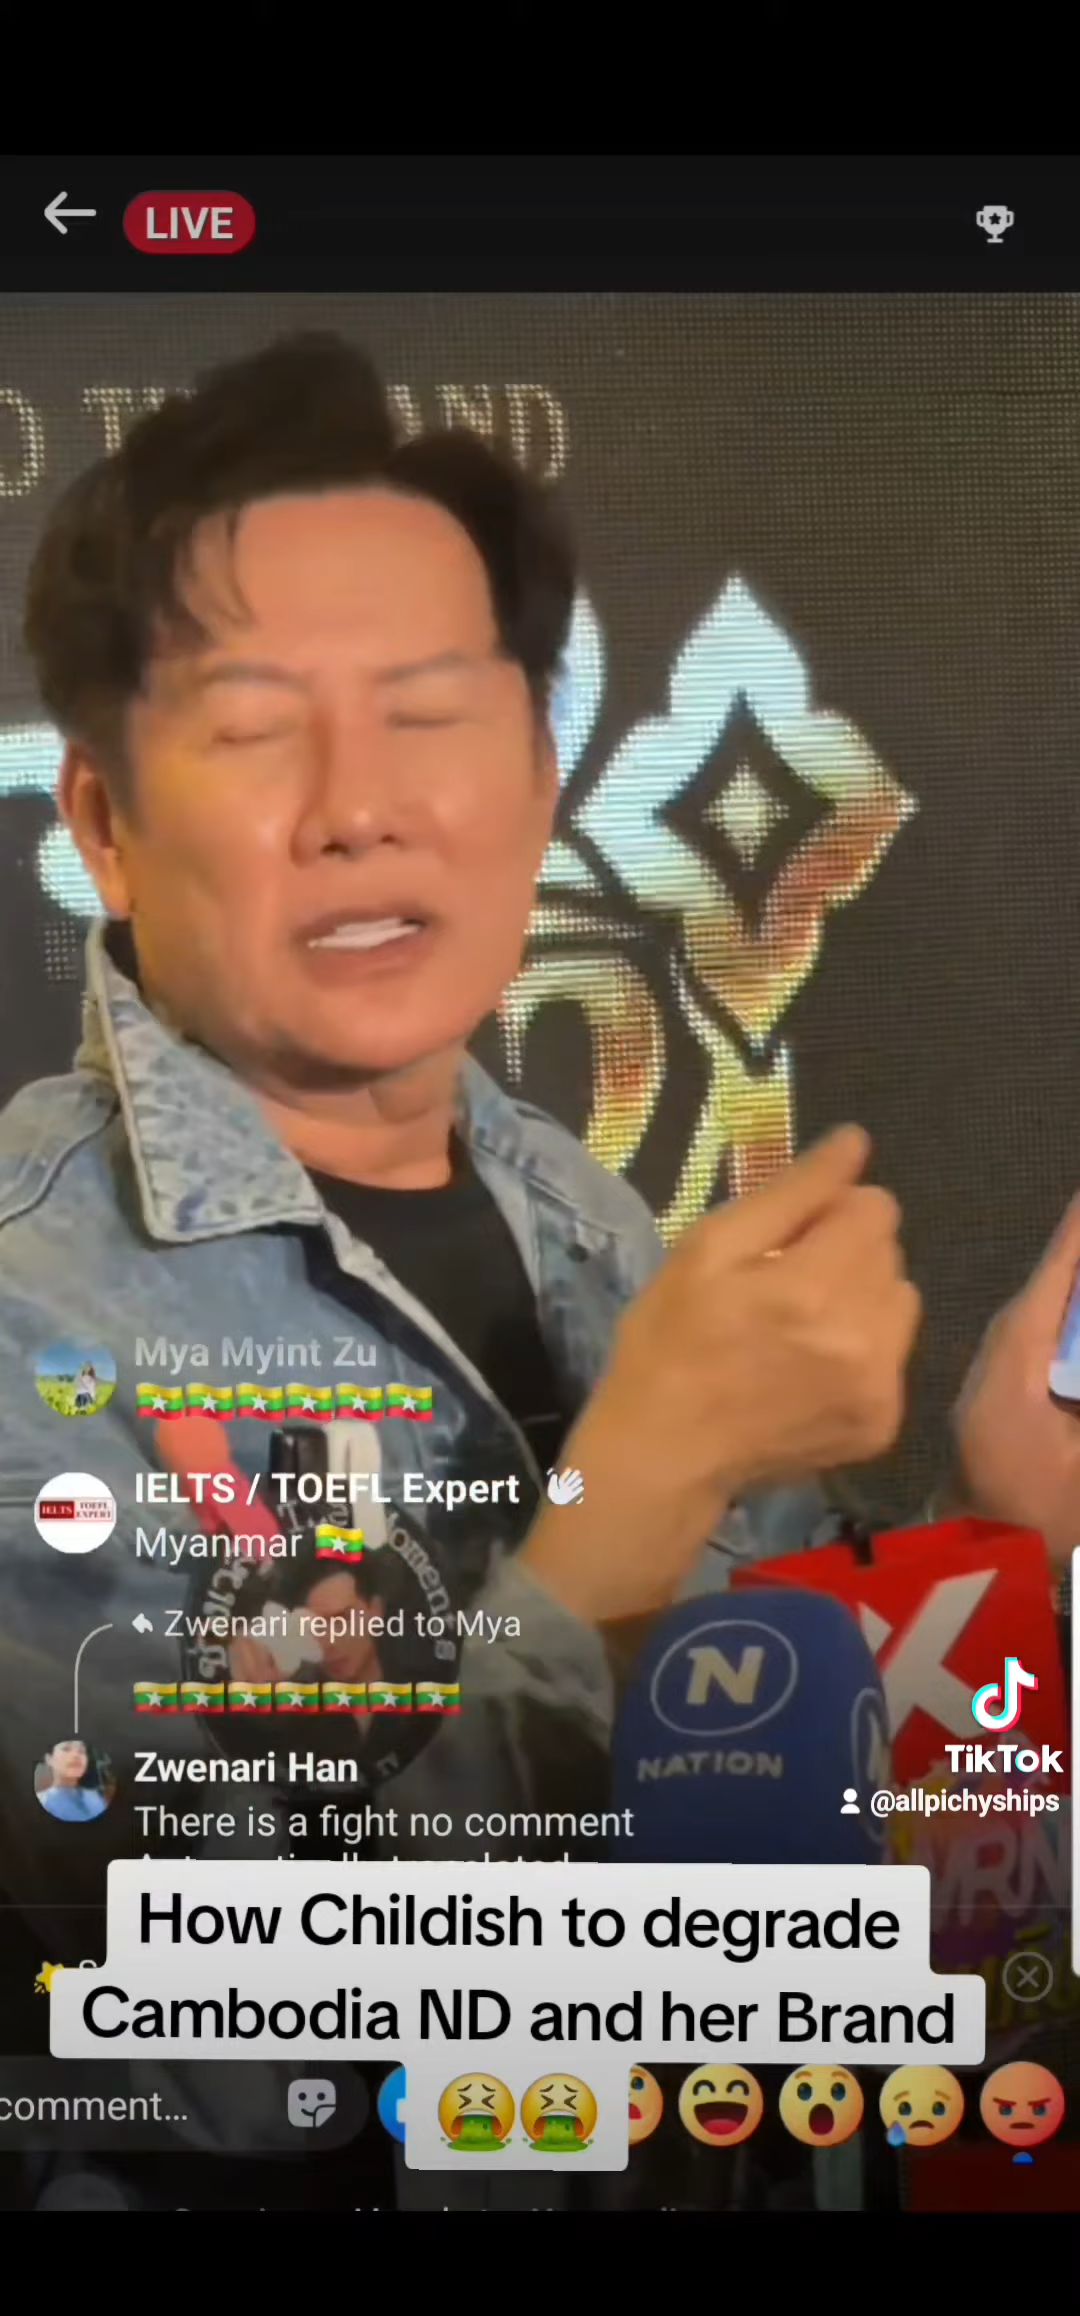 LIVE
Mya Myint Zu
🇲🇲🇲🇲🇲🇲🇲🇲🇲🇲🇲🇲
IELTS / TOEFL Expert 👋
Myanmar 🇲🇲
Zwenari replied to Mya
🇲🇲🇲🇲🇲🇲🇲🇲🇲🇲🇲🇲🇲🇲
Zwenari Han
There is a fight no comment
N
NATION
TikTok
@allpichyships
How Childish to degrade
Cambodia ND and her Brand
🤮🤮
comment...